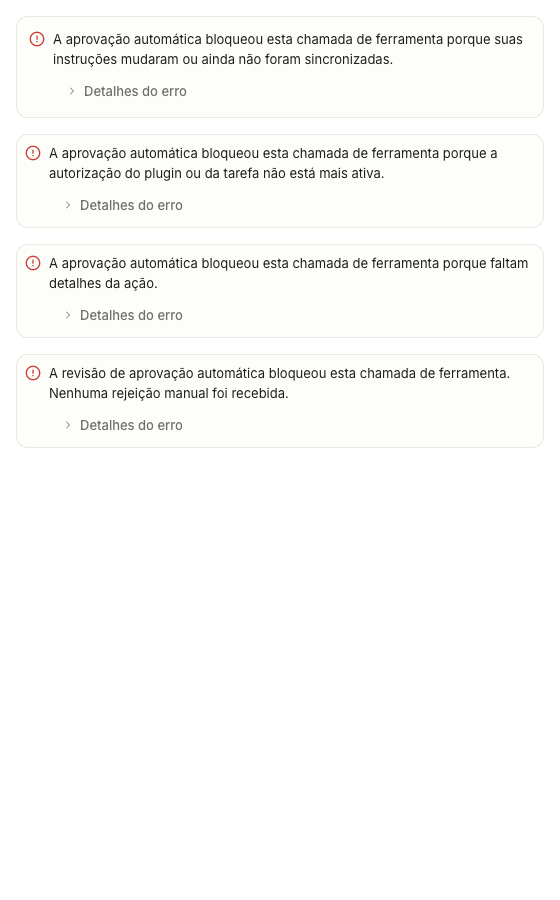 A aprovação automática bloqueou esta chamada de ferramenta porque suas
instruções mudaram ou ainda não foram sincronizadas.
Detalhes do erro
A aprovação automática bloqueou esta chamada de ferramenta porque a
autorização do plugin ou da tarefa não está mais ativa.
Detalhes do erro
A aprovação automática bloqueou esta chamada de ferramenta porque faltam
detalhes da ação.
Detalhes do erro
A revisão de aprovação automática bloqueou esta chamada de ferramenta.
Nenhuma rejeição manual foi recebida.
Detalhes do erro